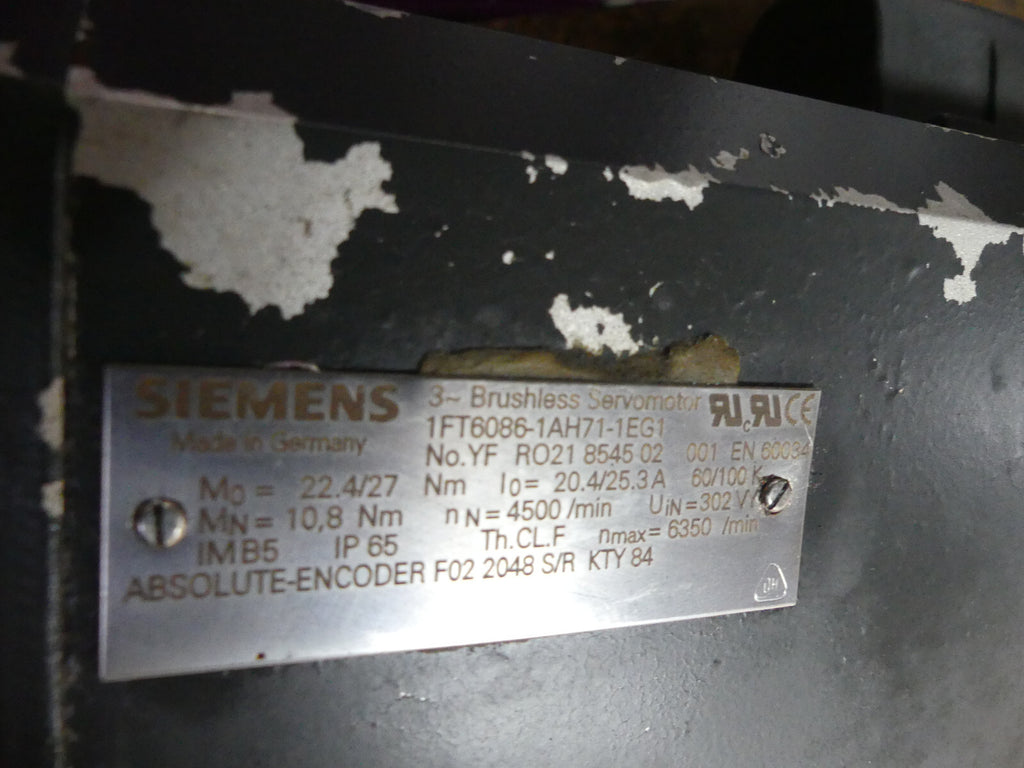 SIEMENS
Made in Germany
3~ Brushless Servomotor
1FT6086-1AH71-1EG1
No.YF RO21 8545 02 001 EN 60034
M0 = 22.4/27 Nm I0 = 20.4/25.3 A 60/100 K
MN = 10,8 Nm nN = 4500 /min UiN = 302 V
IM B5 IP 65 Th.CL.F nmax = 6350 /min
ABSOLUTE-ENCODER F02 2048 S/R KTY 84